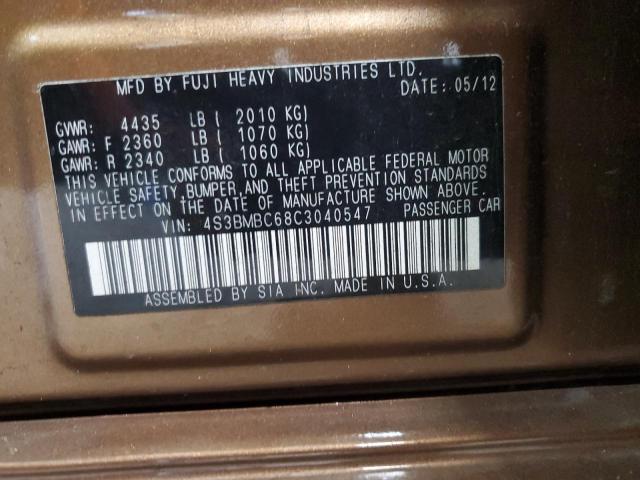 MFD BY FUJI HEAVY INDUSTRIES LTD.
DATE: 05/12
GVWR: 4435 LB ( 2010 KG)
GAWR: F 2360 LB ( 1070 KG)
GAWR: R 2340 LB ( 1060 KG)
THIS VEHICLE CONFORMS TO ALL APPLICABLE FEDERAL MOTOR
VEHICLE SAFETY, BUMPER, AND THEFT PREVENTION STANDARDS
IN EFFECT ON THE DATE OF MANUFACTURE SHOWN ABOVE.
VIN: 4S3BMBC68C3040547 PASSENGER CAR
ASSEMBLED BY SIA INC. MADE IN U.S.A.